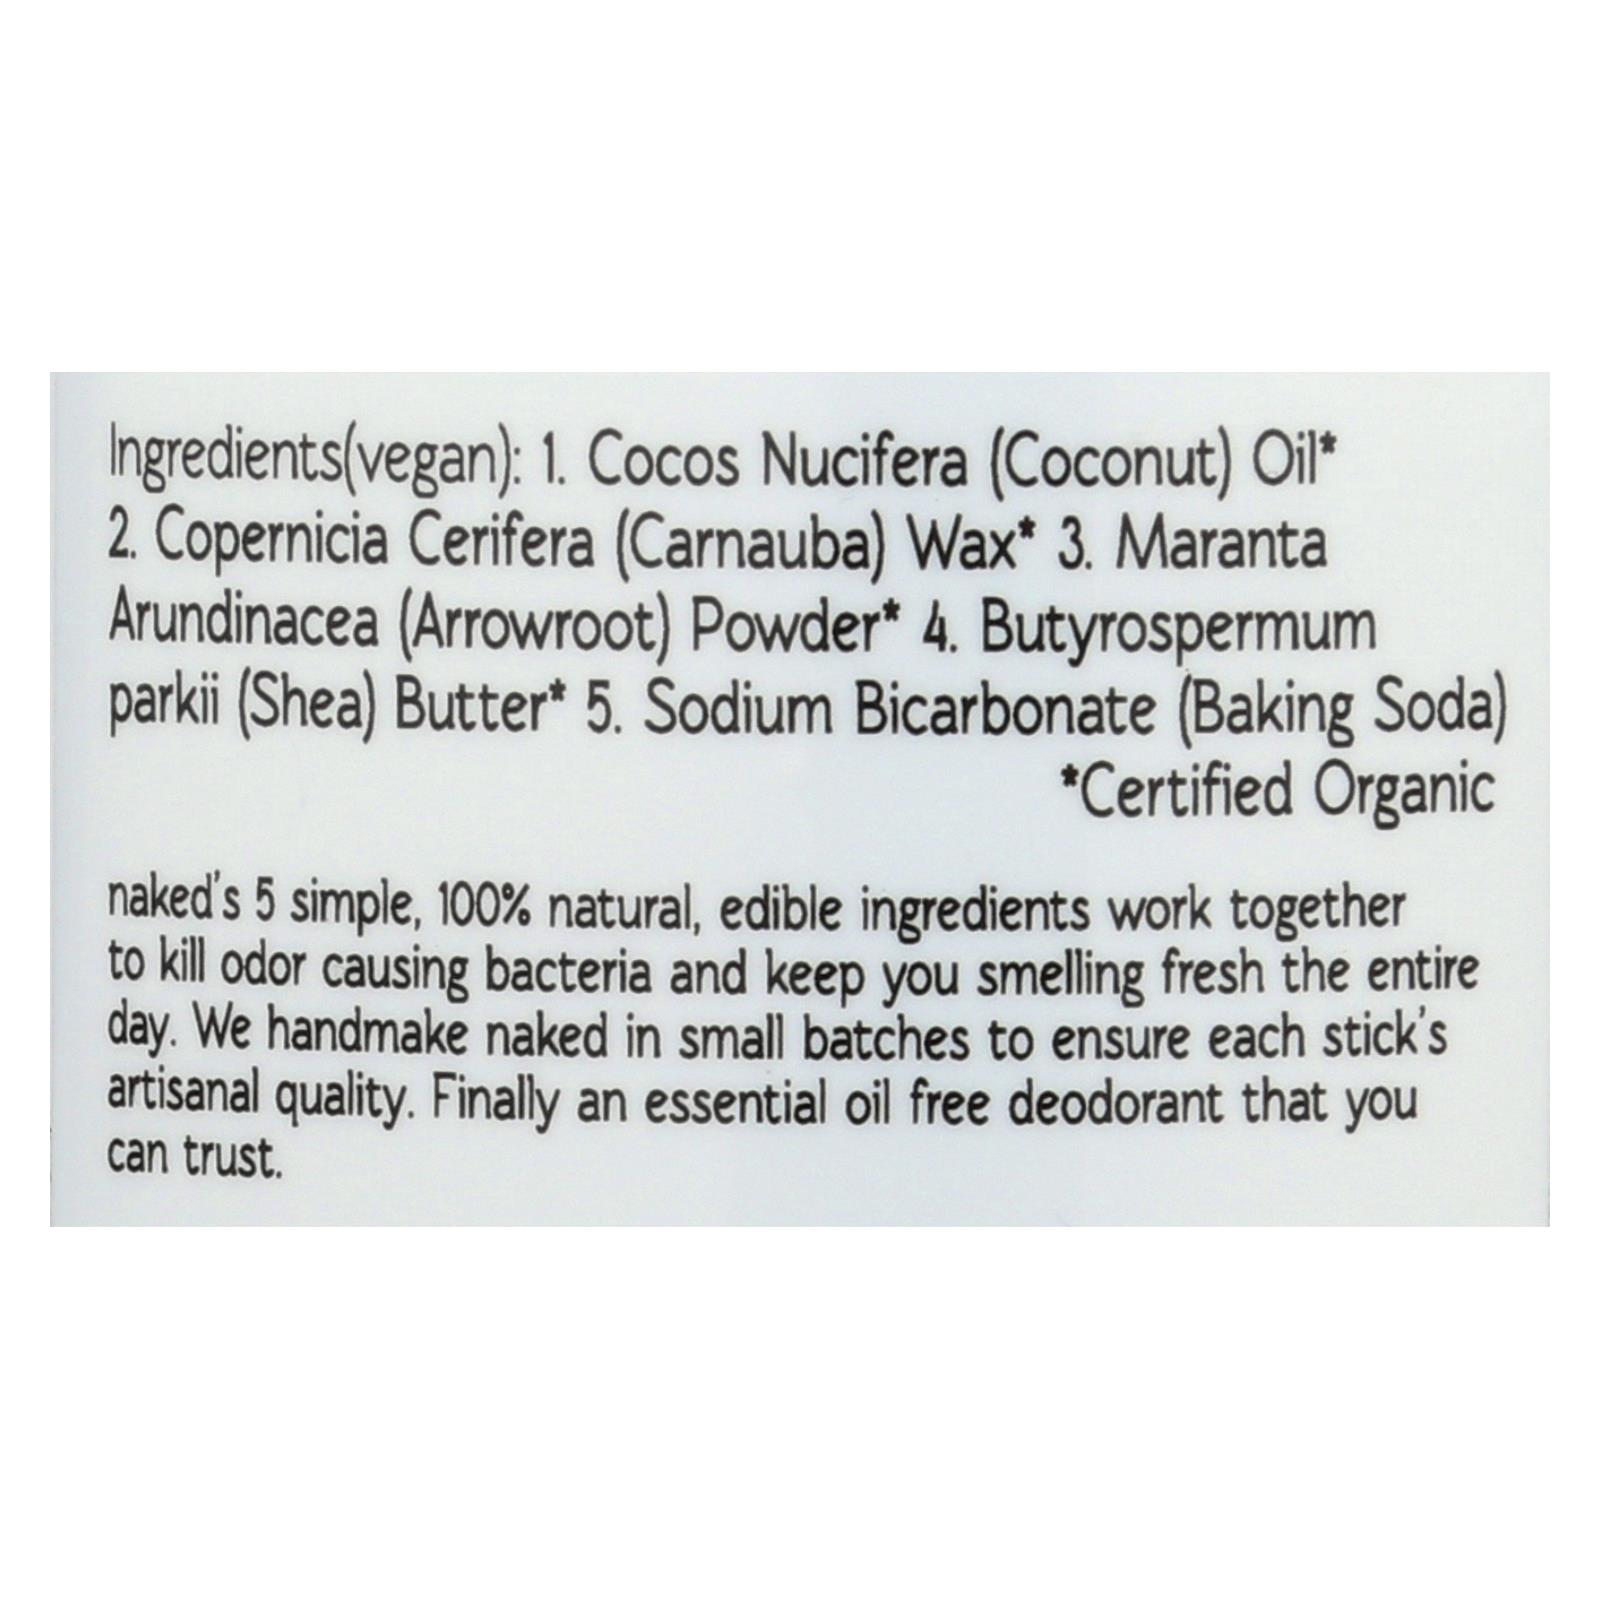 Ingredients(vegan): 1. Cocos Nucifera (Coconut) Oil*
2. Copernicia Cerifera (Carnauba) Wax* 3. Maranta
Arundinacea (Arrowroot) Powder* 4. Butyrospermum
parkii (Shea) Butter* 5. Sodium Bicarbonate (Baking Soda)
*Certified Organic
naked's 5 simple, 100% natural, edible ingredients work together
to kill odor causing bacteria and keep you smelling fresh the entire
day. We handmake naked in small batches to ensure each stick's
artisanal quality. Finally an essential oil free deodorant that you
can trust.